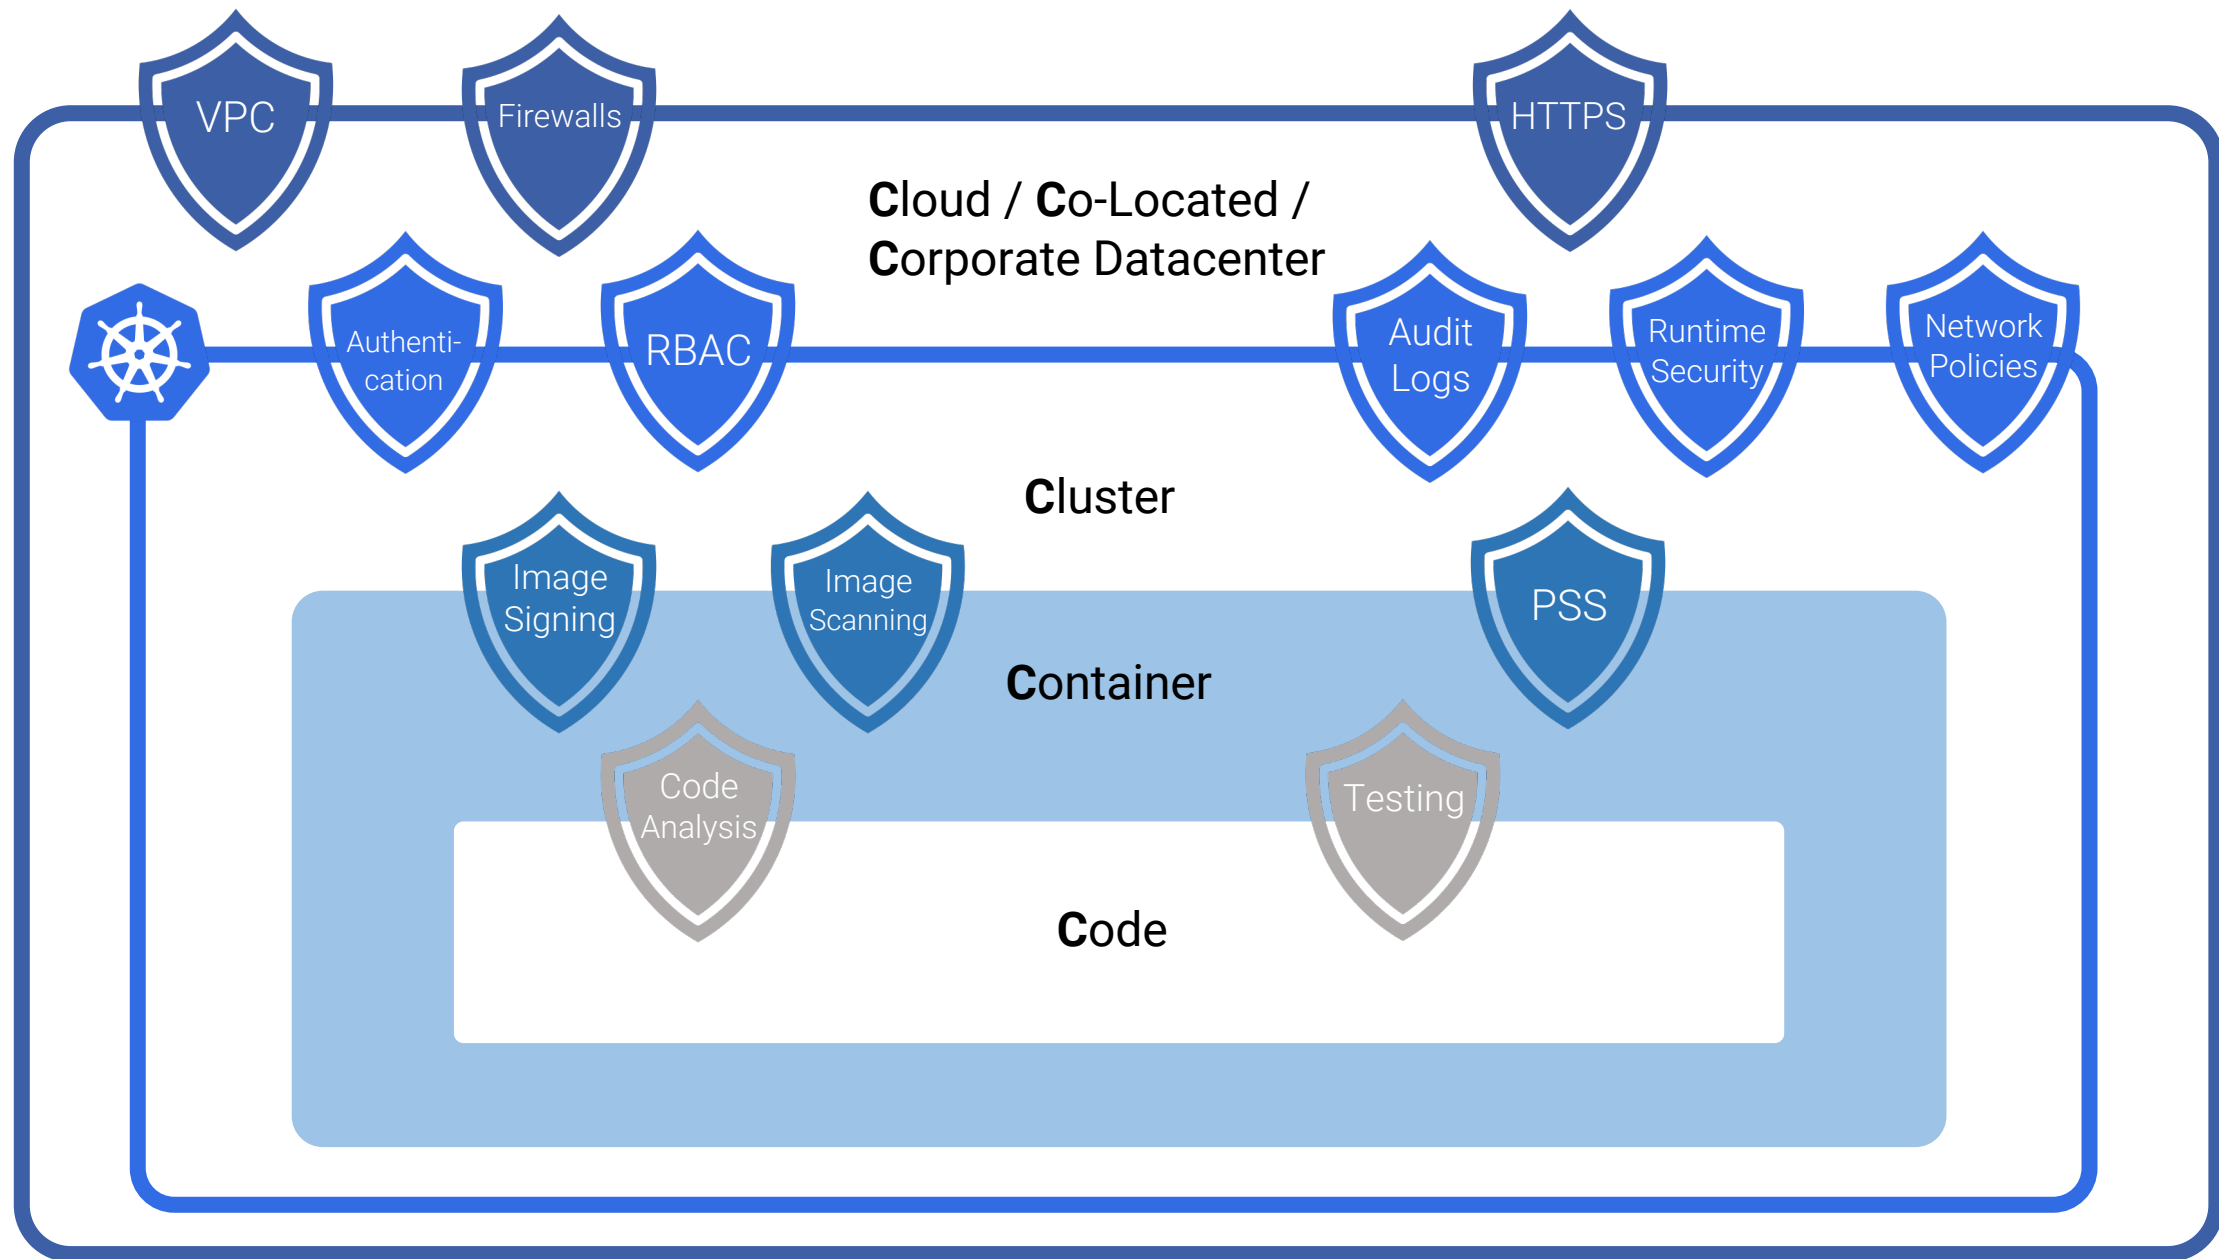 VPC
Firewalls
HTTPS
Cloud / Co-Located /
Corporate Datacenter
Authenti-
cation
RBAC
Audit
Logs
Runtime
Security
Network
Policies
Cluster
Image
Signing
Image
Scanning
PSS
Container
Code
Analysis
Testing
Code